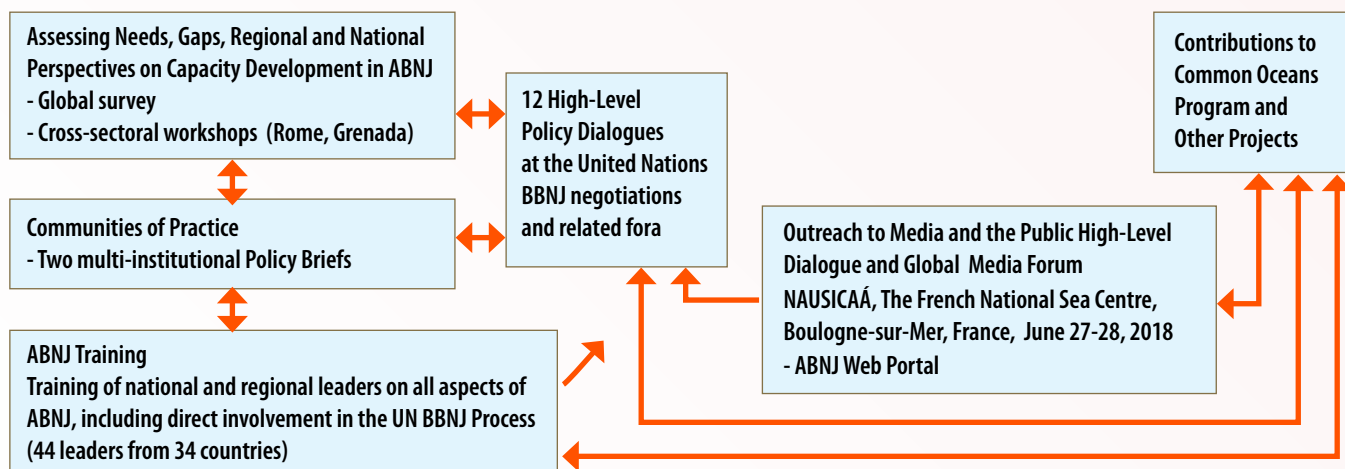 Assessing Needs, Gaps, Regional and National
Perspectives on Capacity Development in ABNJ
- Global survey
- Cross-sectoral workshops (Rome, Grenada)
Communities of Practice
- Two multi-institutional Policy Briefs
ABNJ Training
Training of national and regional leaders on all aspects of
ABNJ, including direct involvement in the UN BBNJ Process
(44 leaders from 34 countries)
12 High-Level
Policy Dialogues
at the United Nations
BBNJ negotiations
and related fora
Outreach to Media and the Public High-Level
Dialogue and Global Media Forum
NAUSICAÁ, The French National Sea Centre,
Boulogne-sur-Mer, France, June 27-28, 2018
- ABNJ Web Portal
Contributions to
Common Oceans
Program and
Other Projects